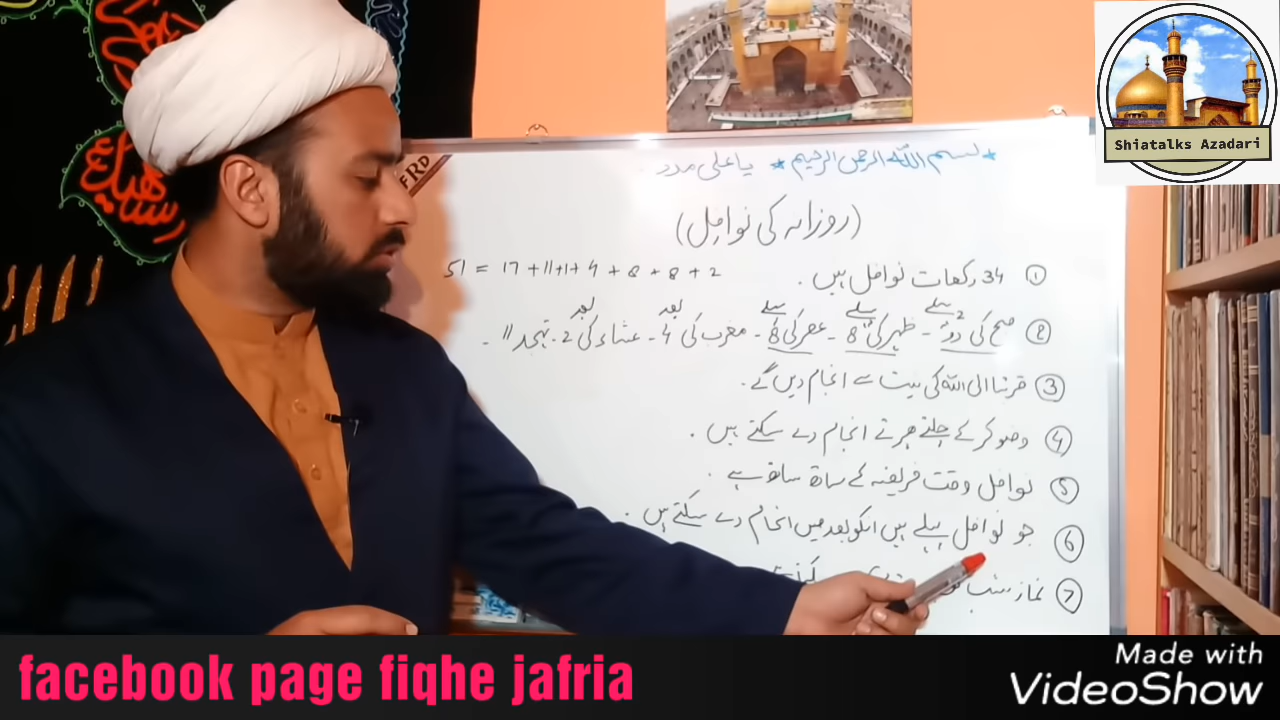 Shiatalks Azadari
★ بسم اللہ الرحمن الرحیم ★ یا علی مدد
(روزانہ کی نوافل)
① 34 رکعات نوافل ہیں. 51 = 17 + 11 + 1 + 4 + 8 + 8 + 2
② صبح کی دو 2 پہلے - ظہر کی 8 پہلے - عصر کی 8 پہلے - مغرب کی 4 بعد - عشاء کی 2 بعد - تہجد 11 -
③ قربتا الی اللہ کی نیت سے انجام دیں گے.
④ وضو کر کے چلتے پھرتے انجام دے سکتے ہیں .
⑤ نوافل وقت فریضہ کے ساتھ ساتھ ہے .
⑥ جو نوافل پہلے ہیں انکو بعد میں انجام دے سکتے ہیں .
⑦ نماز شب
facebook page fiqhe jafria
Made with
VideoShow